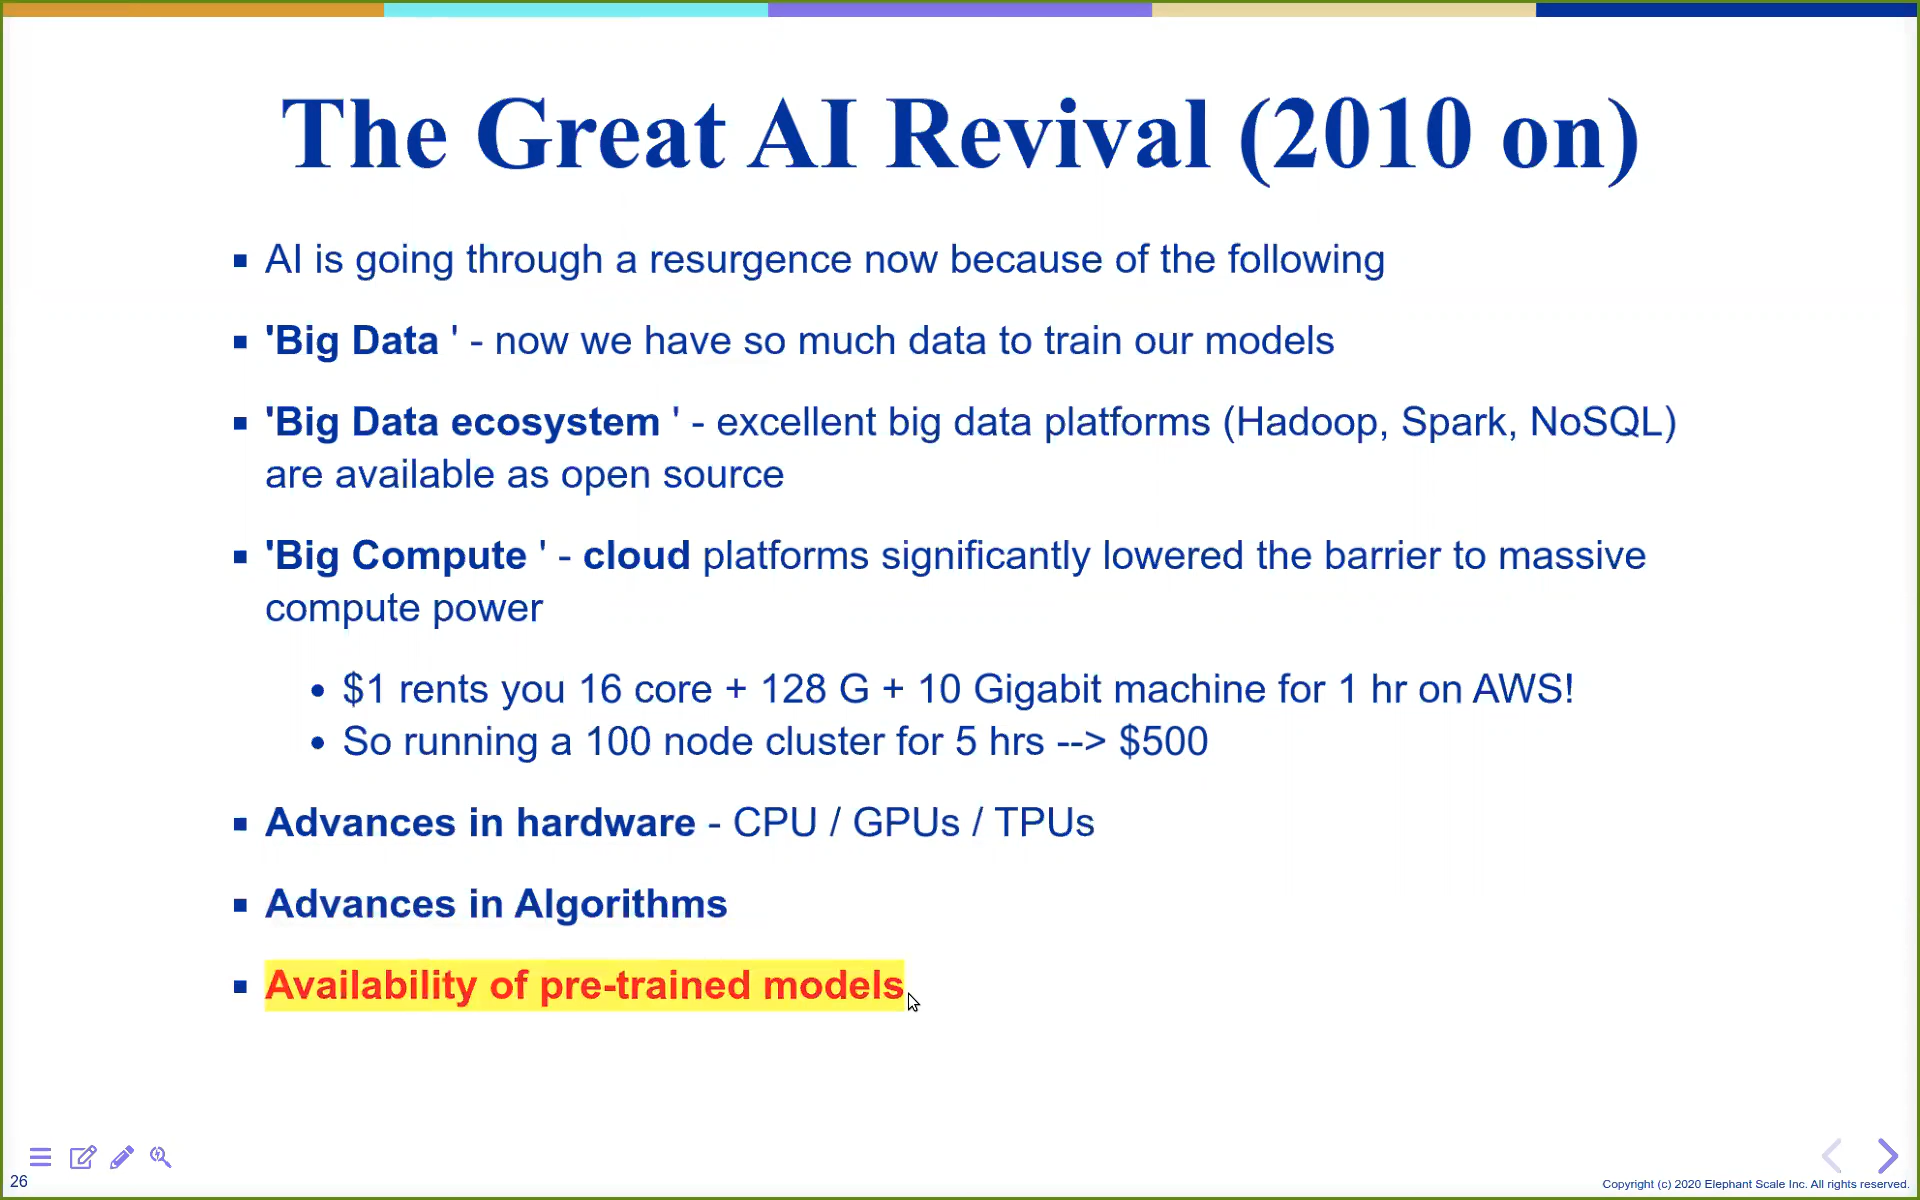 The Great AI Revival (2010 on)
AI is going through a resurgence now because of the following
'Big Data ' - now we have so much data to train our models
'Big Data ecosystem ' - excellent big data platforms (Hadoop, Spark, NoSQL)
are available as open source
'Big Compute ' - cloud platforms significantly lowered the barrier to massive
compute power
$1 rents you 16 core + 128 G + 10 Gigabit machine for 1 hr on AWS!
So running a 100 node cluster for 5 hrs --> $500
Advances in hardware - CPU / GPUs / TPUs
Advances in Algorithms
Availability of pre-trained models
26
Copyright (c) 2020 Elephant Scale Inc. All rights reserved.